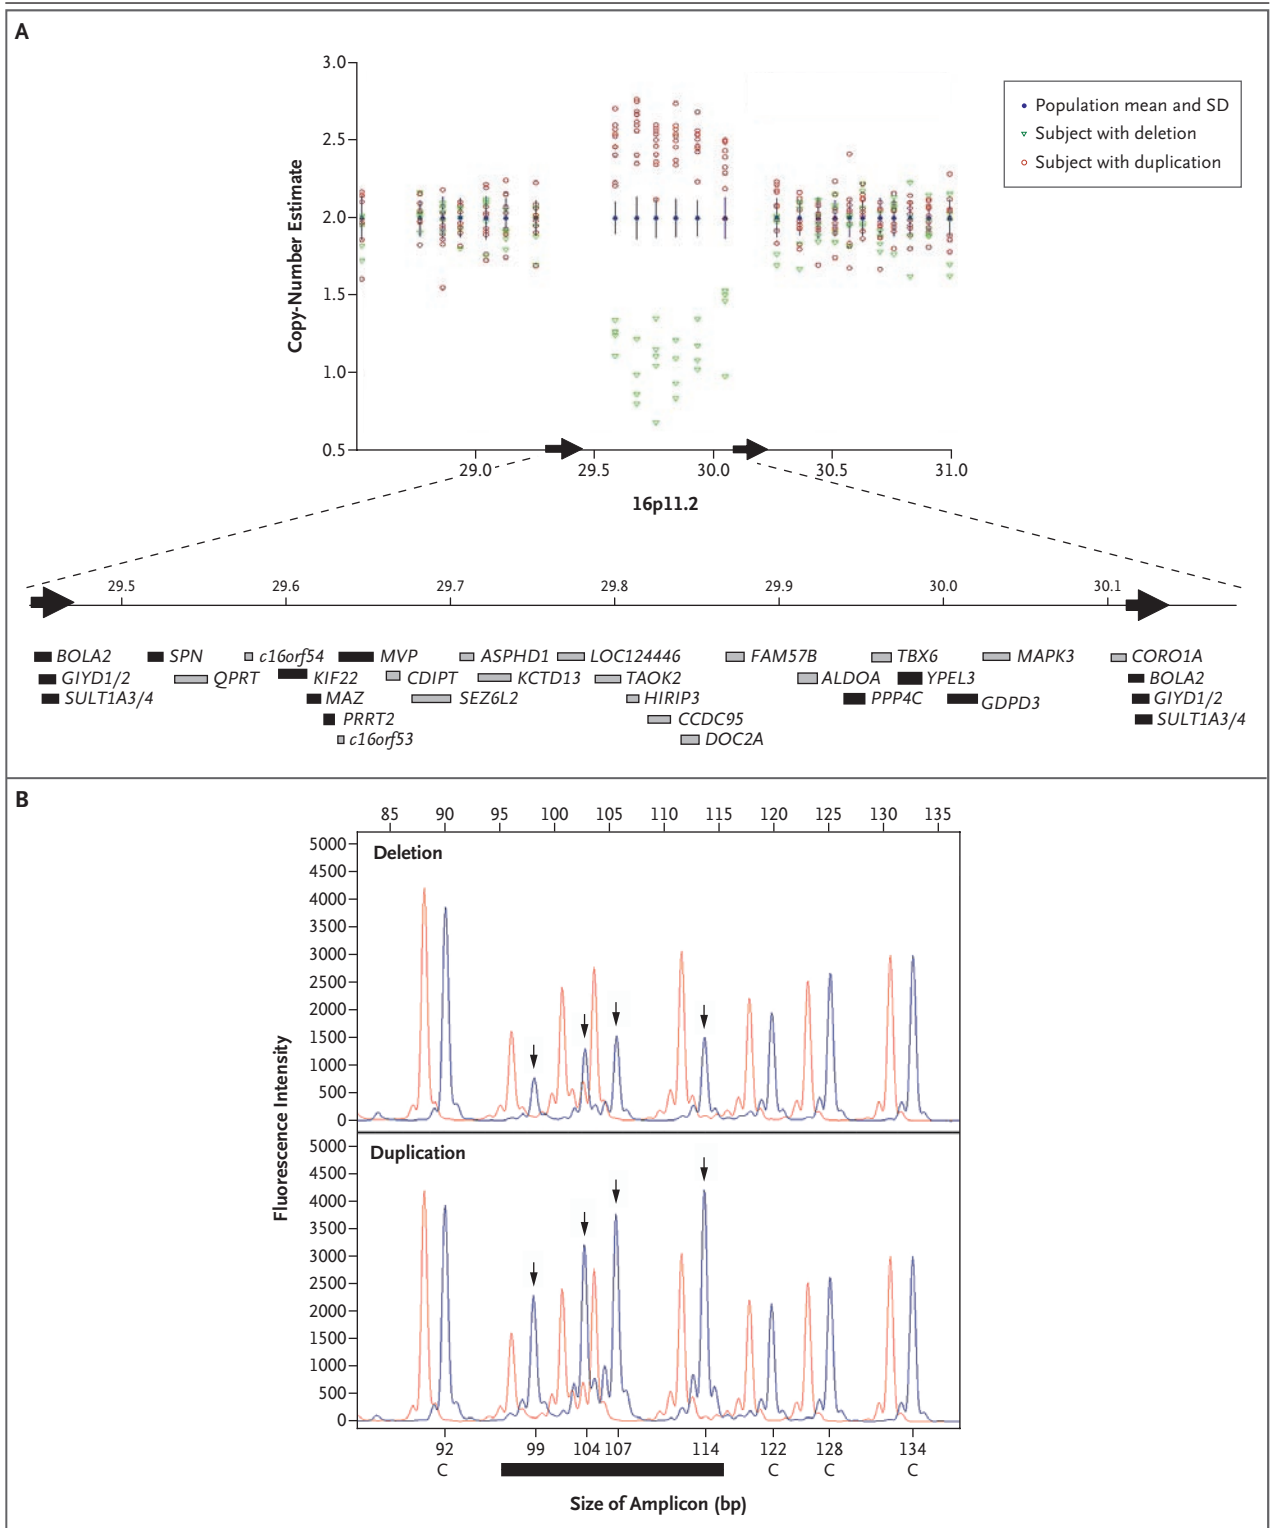 A
3.0
2.5
2.0
1.5
1.0
0.5
Copy-Number Estimate
Population mean and SD
Subject with deletion
Subject with duplication
29.0 29.5 30.0 30.5 31.0
16p11.2
29.5 29.6 29.7 29.8 29.9 30.0 30.1
BOLA2 SPN c16orf54 MVP ASPHD1 LOC124446 FAM57B TBX6 MAPK3 CORO1A
GIYD1/2 QPRT KIF22 CDIPT KCTD13 TAOK2 ALDOA YPEL3 BOLA2
SULT1A3/4 MAZ SEZ6L2 HIRIP3 PPP4C GDPD3 GIYD1/2
PRRT2 CCDC95 SULT1A3/4
c16orf53 DOC2A
B
85 90 95 100 105 110 115 120 125 130 135
Deletion
5000
4500
4000
3500
3000
2500
2000
1500
1000
500
0
Fluorescence Intensity
Duplication
5000
4500
4000
3500
3000
2500
2000
1500
1000
500
0
92 99 104 107 114 122 128 134
C C C C
Size of Amplicon (bp)